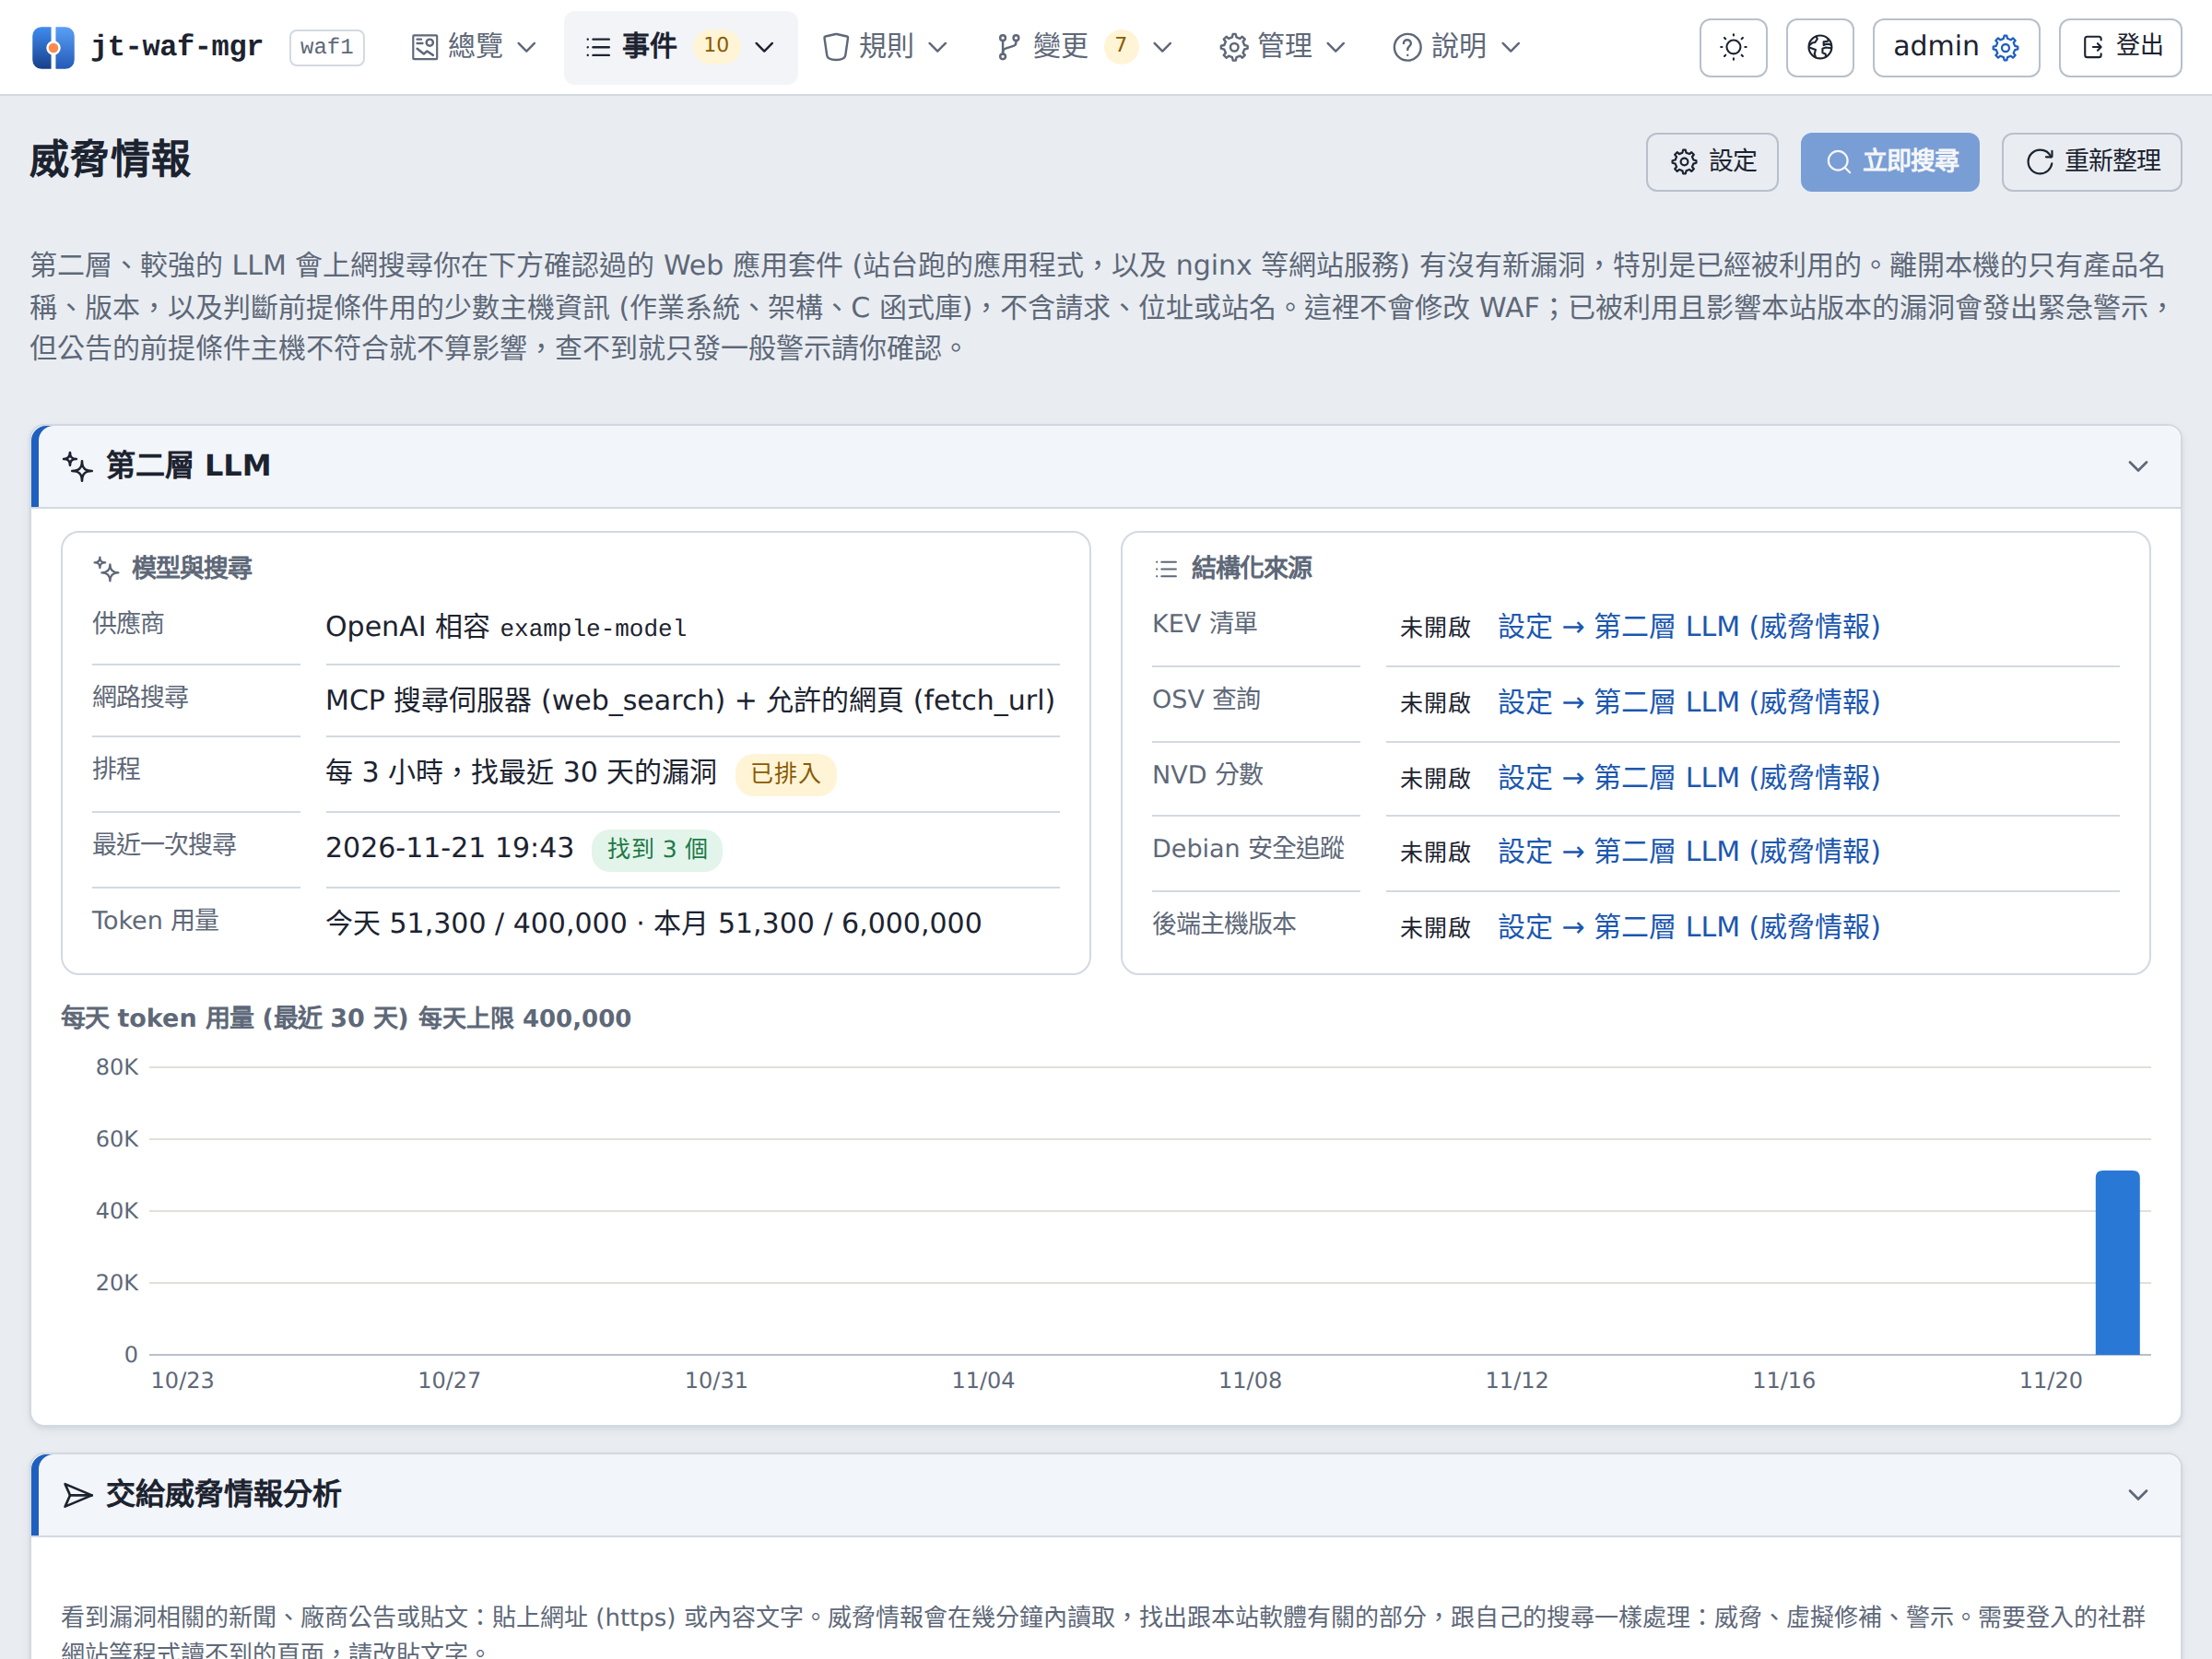 jt-waf-mgr waf1 總覽 事件 10 規則 變更 7 管理 說明 admin 登出
威脅情報 設定 立即搜尋 重新整理
第二層、較強的 LLM 會上網搜尋你在下方確認過的 Web 應用套件 (站台跑的應用程式，以及 nginx 等網站服務) 有沒有新漏洞，特別是已經被利用的。離開本機的只有產品名
稱、版本，以及判斷前提條件用的少數主機資訊 (作業系統、架構、C 函式庫)，不含請求、位址或站名。這裡不會修改 WAF；已被利用且影響本站版本的漏洞會發出緊急警示，
但公告的前提條件主機不符合就不算影響，查不到就只發一般警示請你確認。
第二層 LLM
模型與搜尋
供應商 OpenAI 相容 example-model
網路搜尋 MCP 搜尋伺服器 (web_search) + 允許的網頁 (fetch_url)
排程 每 3 小時，找最近 30 天的漏洞 已排入
最近一次搜尋 2026-11-21 19:43 找到 3 個
Token 用量 今天 51,300 / 400,000 · 本月 51,300 / 6,000,000
結構化來源
KEV 清單 未開啟 設定 → 第二層 LLM (威脅情報)
OSV 查詢 未開啟 設定 → 第二層 LLM (威脅情報)
NVD 分數 未開啟 設定 → 第二層 LLM (威脅情報)
Debian 安全追蹤 未開啟 設定 → 第二層 LLM (威脅情報)
後端主機版本 未開啟 設定 → 第二層 LLM (威脅情報)
每天 token 用量 (最近 30 天) 每天上限 400,000
80K
60K
40K
20K
0
10/23 10/27 10/31 11/04 11/08 11/12 11/16 11/20
交給威脅情報分析
看到漏洞相關的新聞、廠商公告或貼文：貼上網址 (https) 或內容文字。威脅情報會在幾分鐘內讀取，找出跟本站軟體有關的部分，跟自己的搜尋一樣處理：威脅、虛擬修補、警示。需要登入的社群
網站等程式讀不到的頁面，請改貼文字。